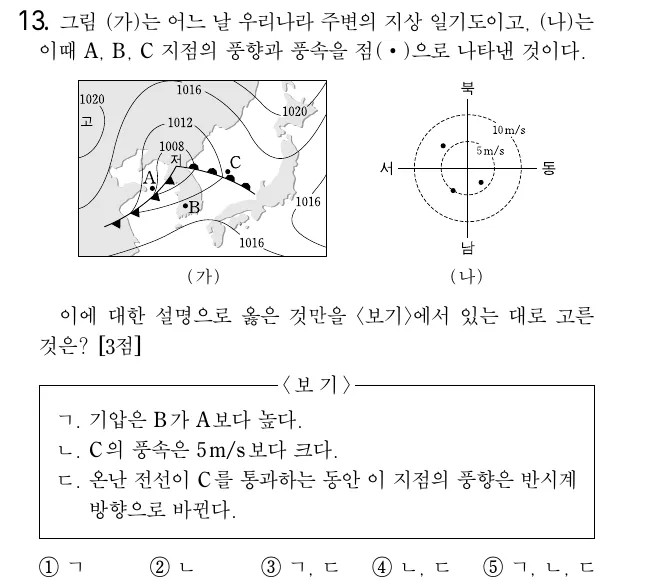 13. 그림 (가)는 어느 날 우리나라 주변의 지상 일기도이고, (나)는
이때 A, B, C 지점의 풍향과 풍속을 점(•)으로 나타낸 것이다.
1020
고
1016
1012
1008
저
1020
A
B
C
1016
1016
(가)
북
10m/s
5m/s
서
동
남
(나)
이에 대한 설명으로 옳은 것만을 〈보기〉에서 있는 대로 고른
것은? [3점]
〈보 기〉
ㄱ. 기압은 B가 A보다 높다.
ㄴ. C의 풍속은 5m/s보다 크다.
ㄷ. 온난 전선이 C를 통과하는 동안 이 지점의 풍향은 반시계
방향으로 바뀐다.
① ㄱ ② ㄴ ③ ㄱ, ㄷ ④ ㄴ, ㄷ ⑤ ㄱ, ㄴ, ㄷ